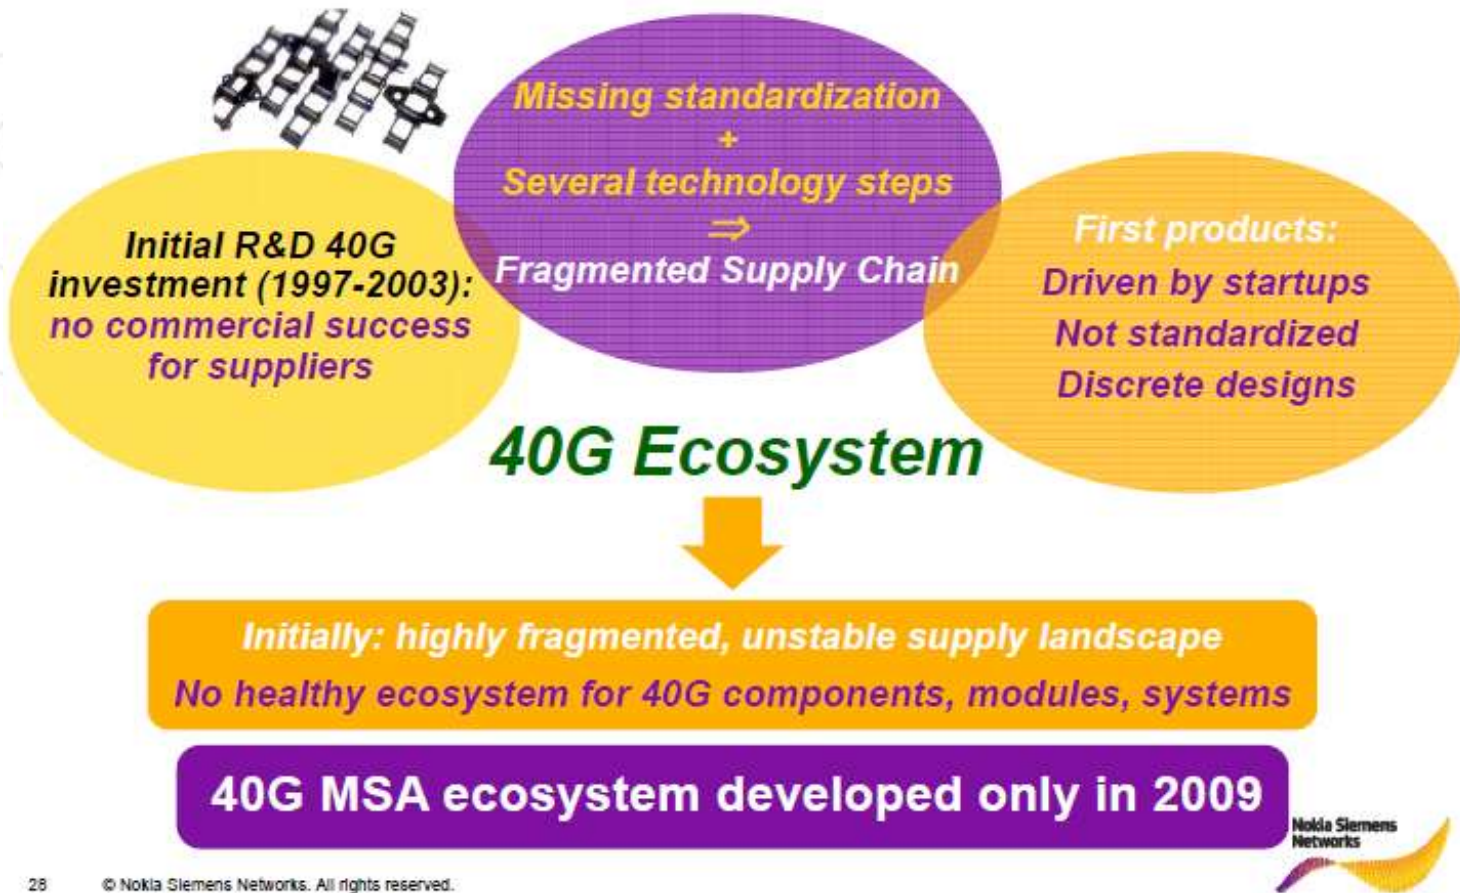 Missing standardization
+
Several technology steps
⇒
Fragmented Supply Chain
Initial R&D 40G
investment (1997-2003):
no commercial success
for suppliers
First products:
Driven by startups
Not standardized
Discrete designs
40G Ecosystem
Initially: highly fragmented, unstable supply landscape
No healthy ecosystem for 40G components, modules, systems
40G MSA ecosystem developed only in 2009
Nokia Siemens
Networks
28 © Nokia Siemens Networks. All rights reserved.